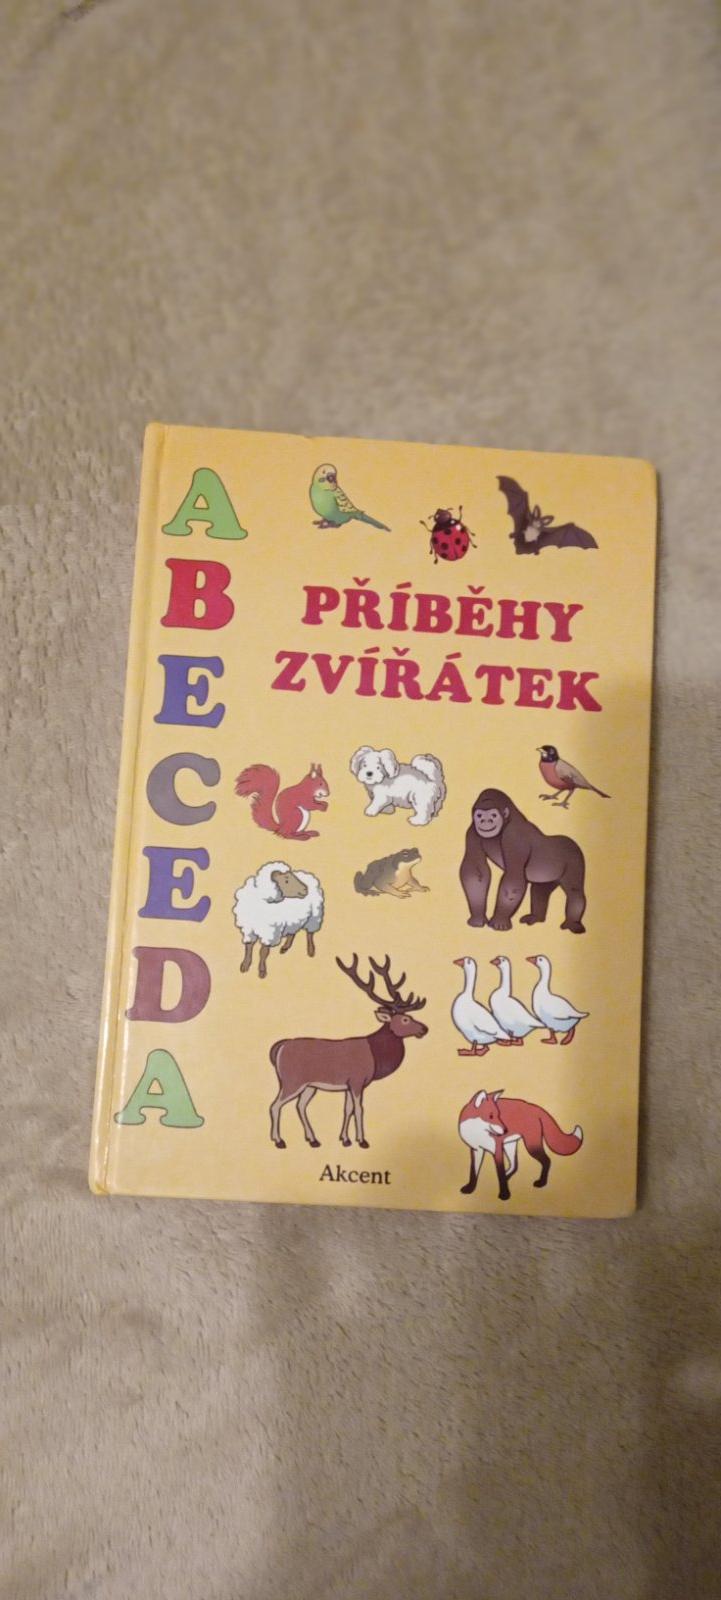 ABECEDA
PŘÍBĚHY
ZVÍŘÁTEK
Akcent